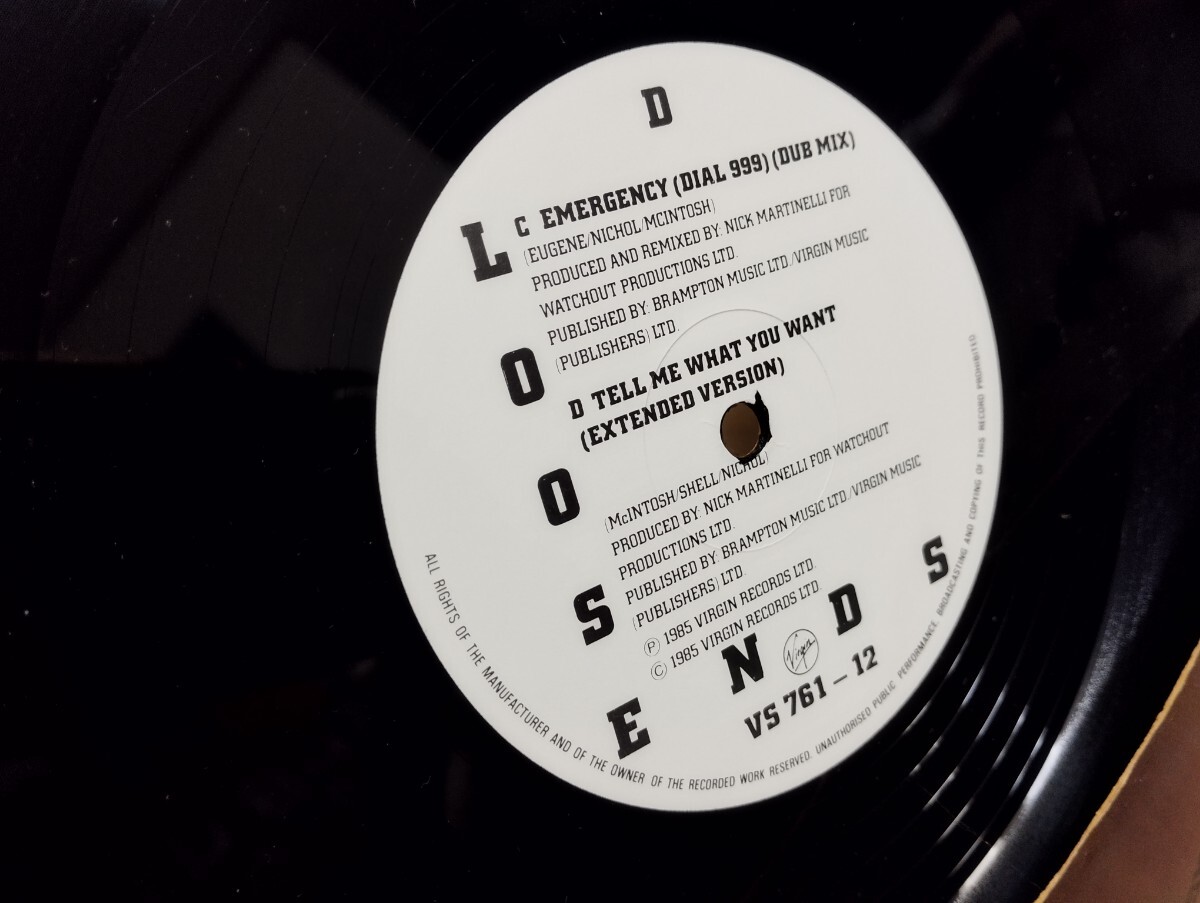 D
C EMERGENCY (DIAL 999) (DUB MIX)
(EUGENE/NICHOL/MCINTOSH)
PRODUCED AND REMIXED BY: NICK MARTINELLI FOR
WATCHOUT PRODUCTIONS LTD.
PUBLISHED BY: BRAMPTON MUSIC LTD./VIRGIN MUSIC
(PUBLISHERS) LTD.
D TELL ME WHAT YOU WANT
(EXTENDED VERSION)
(McINTOSH/SHELL/NICHOL)
PRODUCED BY: NICK MARTINELLI FOR WATCHOUT
PRODUCTIONS LTD.
PUBLISHED BY: BRAMPTON MUSIC LTD./VIRGIN MUSIC
(PUBLISHERS) LTD
Ⓟ 1985 VIRGIN RECORDS LTD.
© 1985 VIRGIN RECORDS LTD.
L O O S E N D S
Virgin
VS 761 – 12
ALL RIGHTS OF THE MANUFACTURER AND OF THE OWNER OF THE RECORDED WORK RESERVED. UNAUTHORISED PUBLIC PERFORMANCE, BROADCASTING AND COPYING OF THIS RECORD PROHIBITED